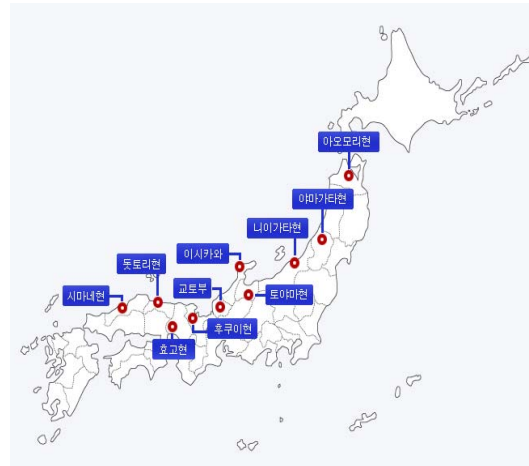 아오모리현
야마가타현
니이가타현
이시카와
돗토리현
교토부
토야마현
시마네현
후쿠이현
효고현